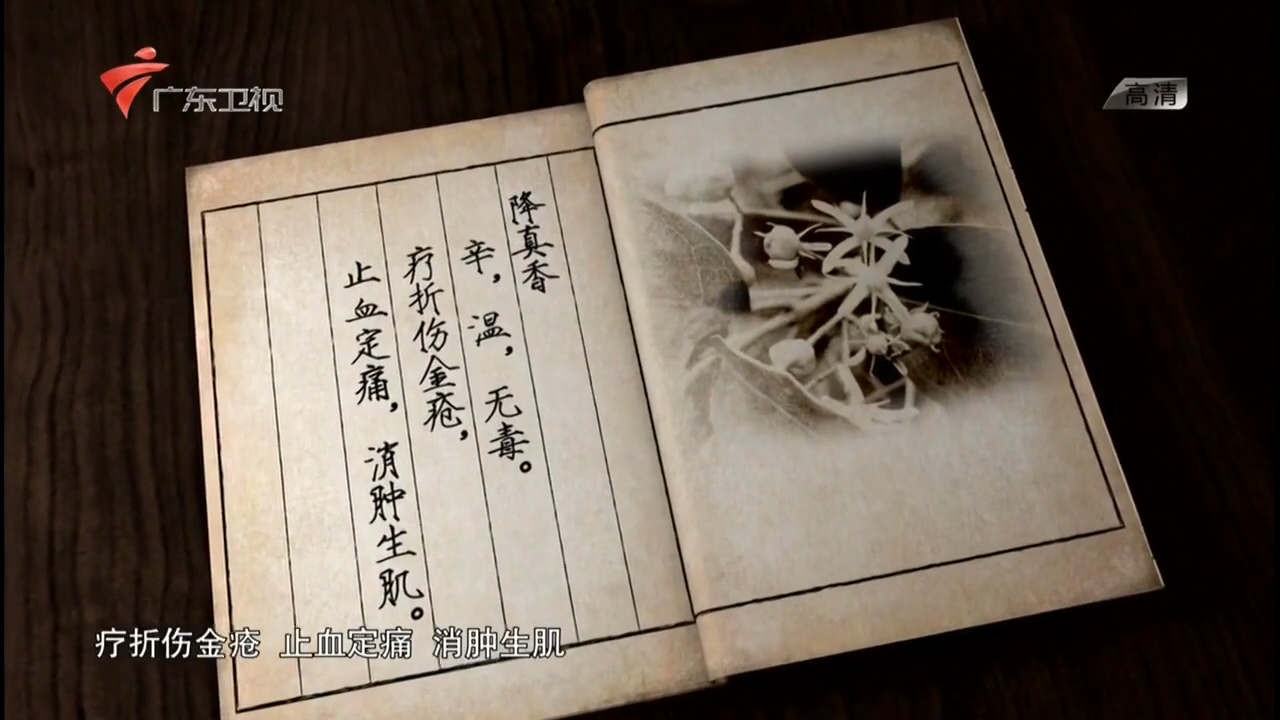 广东卫视
高清
降真香
辛，温，无毒。
疗折伤金疮，
止血定痛，消肿生肌。
疗折伤金疮 止血定痛 消肿生肌